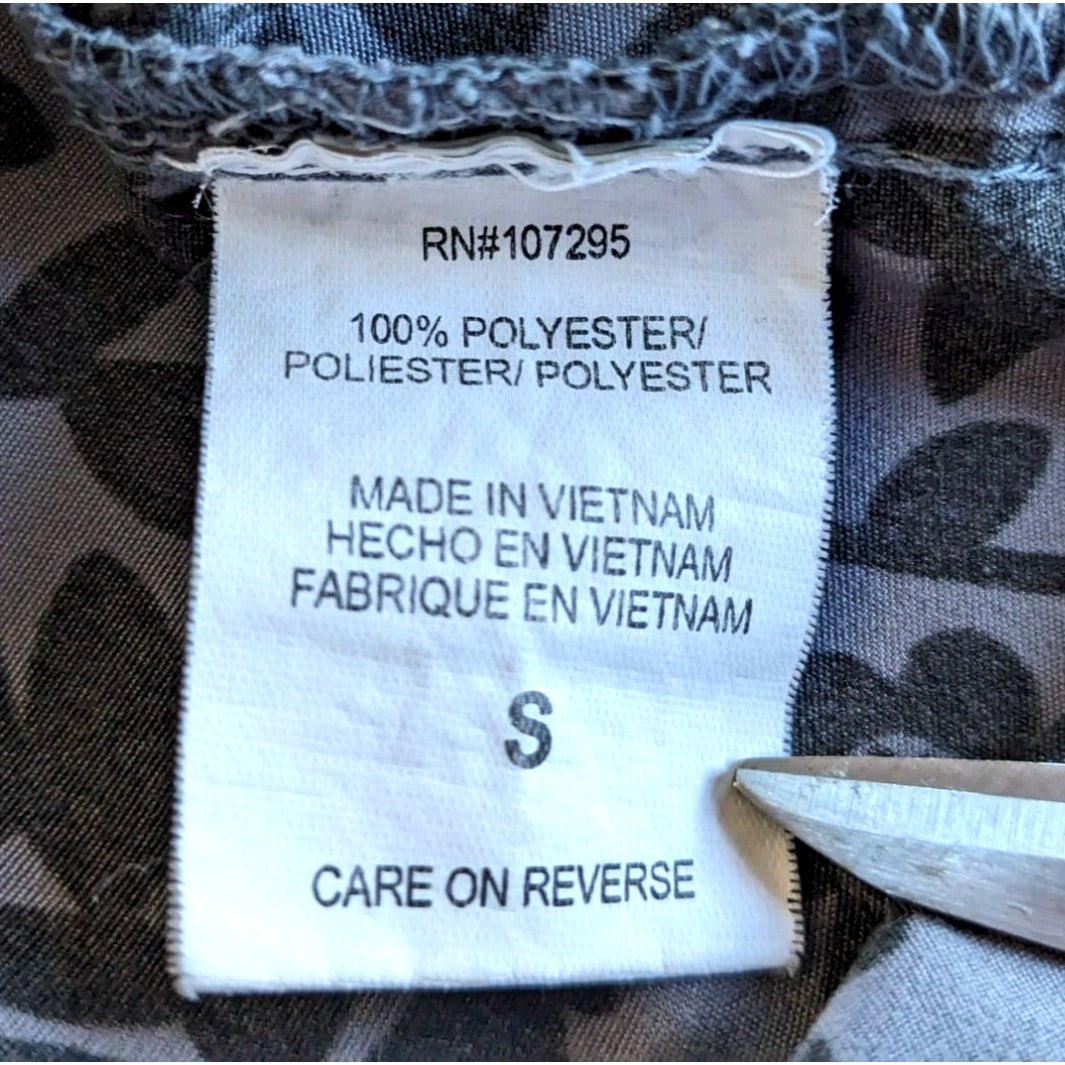 RN#107295
100% POLYESTER/
POLIESTER/ POLYESTER
MADE IN VIETNAM
HECHO EN VIETNAM
FABRIQUE EN VIETNAM
S
CARE ON REVERSE